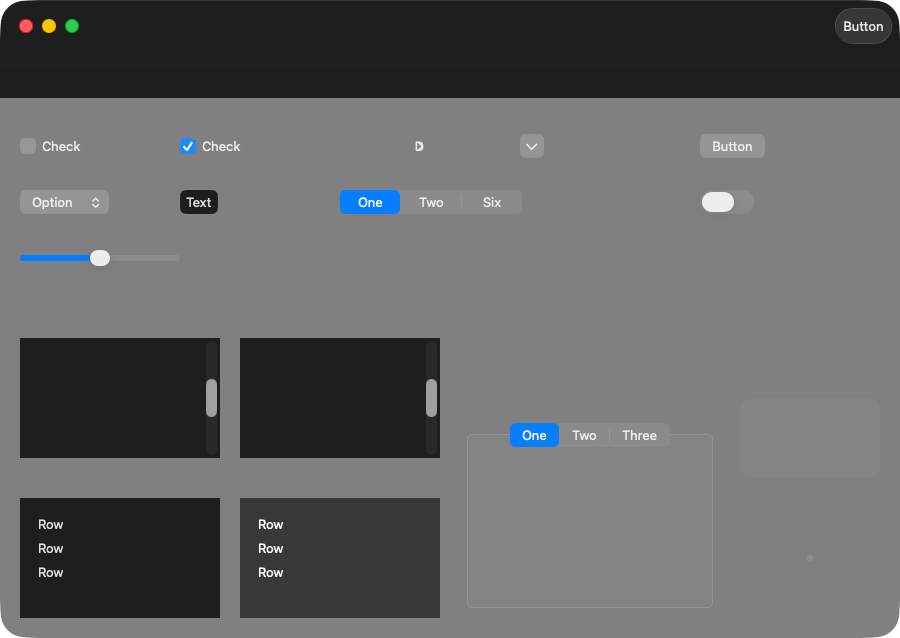 Button
Check
Check
Button
Option
Text
One
Two
Six
One
Two
Three
Row
Row
Row
Row
Row
Row